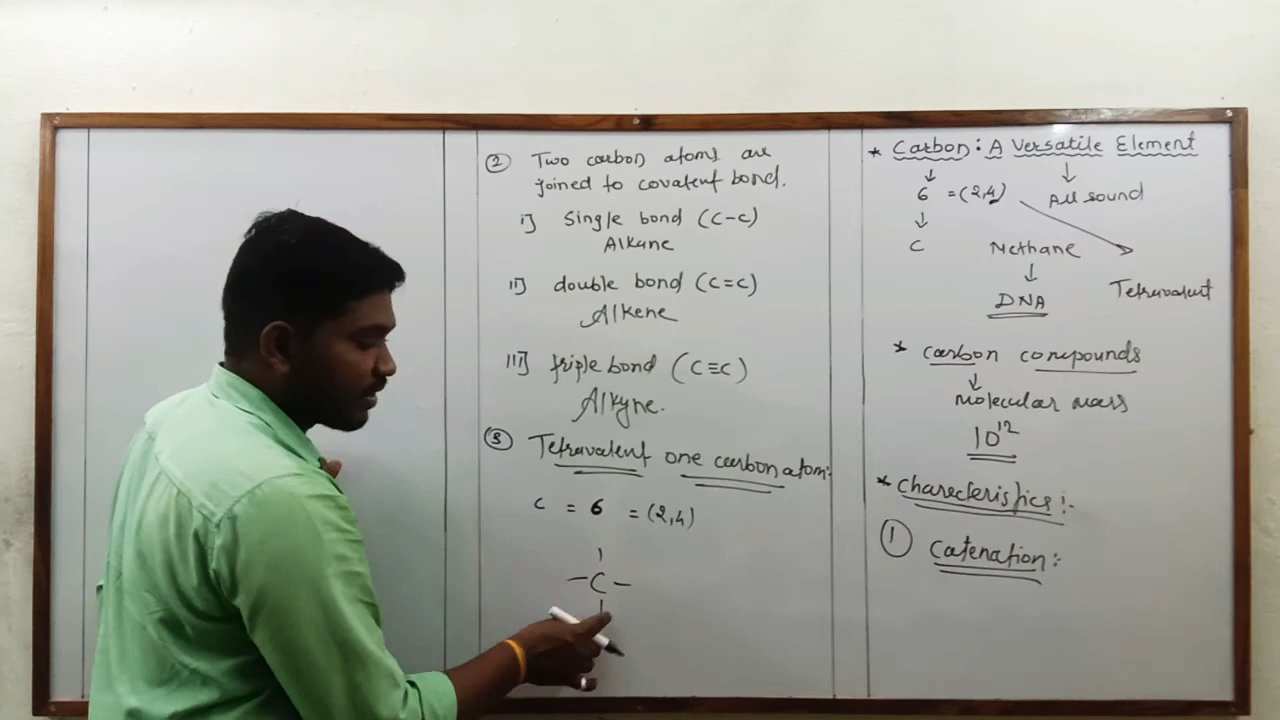 * Carbon: A Versatile Element
6 = (2,4) All sound
C Methane
DNA Tetravalent
* carbon compounds
Molecular mass
10¹²
* charecteristics:-
① Catenation:-
② Two carbon atoms are
joined to covalent bond.
i] Single bond (C-C)
Alkane
ii] double bond (C=C)
Alkene
iii] triple bond (C≡C)
Alkyne.
③ Tetravalent one carbon atom:-
C = 6 = (2,4)
-C-